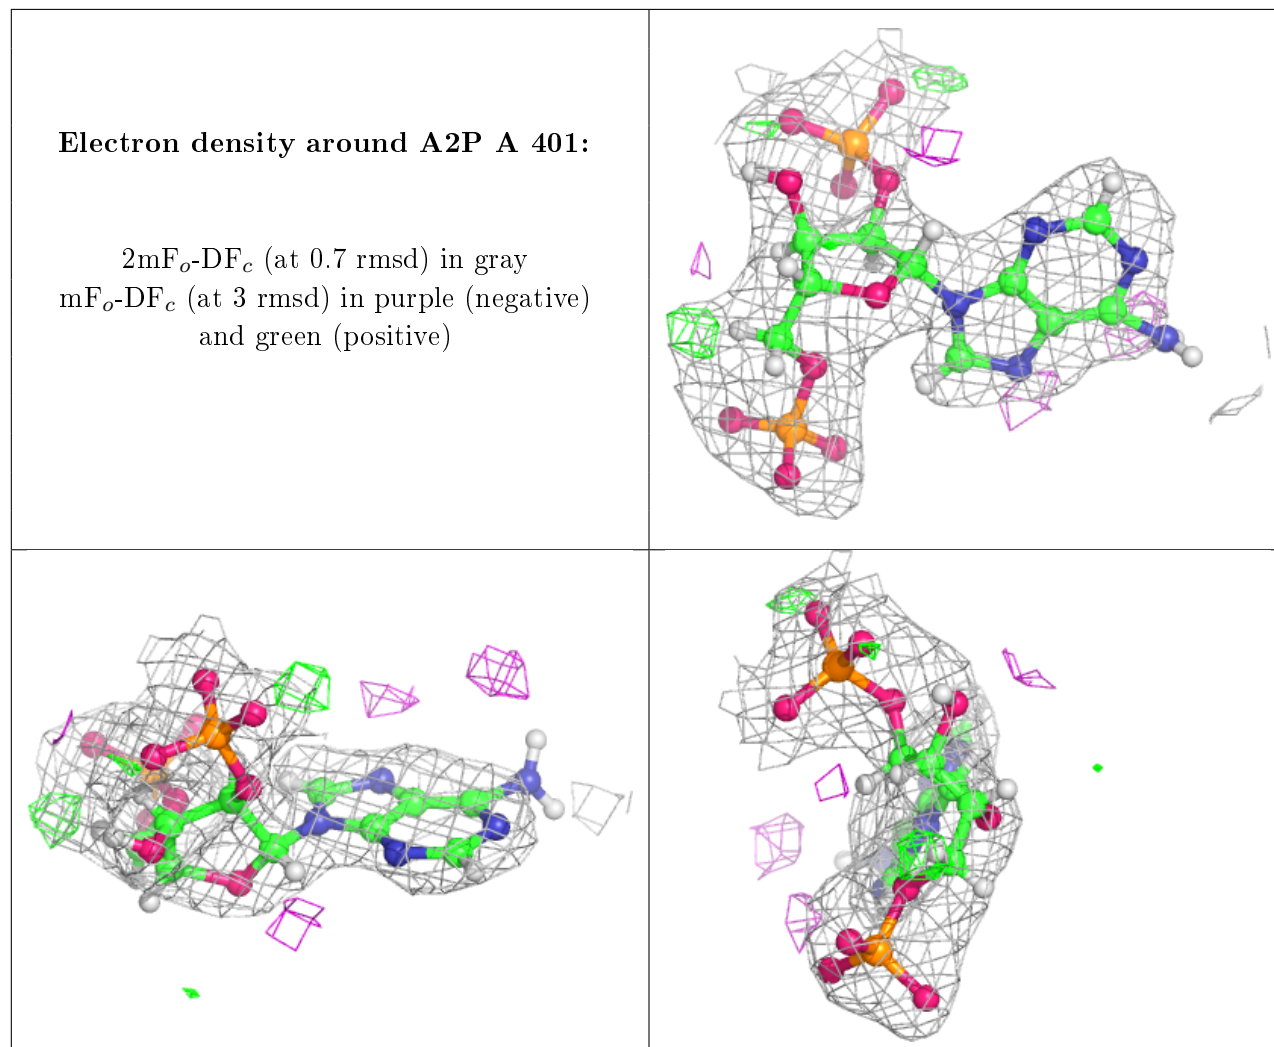 Electron density around A2P A 401:
2mFₒ-DF𝒸 (at 0.7 rmsd) in gray
mFₒ-DF𝒸 (at 3 rmsd) in purple (negative)
and green (positive)